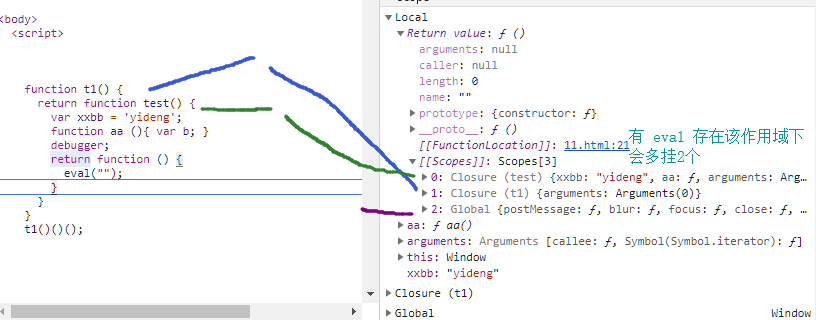 <body>
<script>
function t1() {
return function test() {
var xxbb = 'yideng';
function aa (){ var b; }
debugger;
return function () {
eval("");
}
}
}
t1()()();
▼Local
▼Return value: ƒ ()
arguments: null
caller: null
length: 0
name: ""
▶prototype: {constructor: ƒ}
▶__proto__: ƒ ()
[[FunctionLocation]]: 11.html:21
有 eval 存在该作用域下
会多挂2个
▼[[Scopes]]: Scopes[3]
▶0: Closure (test) {xxbb: "yideng", aa: ƒ, arguments: Arg…
▶1: Closure (t1) {arguments: Arguments(0)}
▶2: Global {postMessage: ƒ, blur: ƒ, focus: ƒ, close: ƒ, …
▶aa: ƒ aa()
▶arguments: Arguments [callee: ƒ, Symbol(Symbol.iterator): ƒ]
▶this: Window
xxbb: "yideng"
▶Closure (t1)
▶Global Window